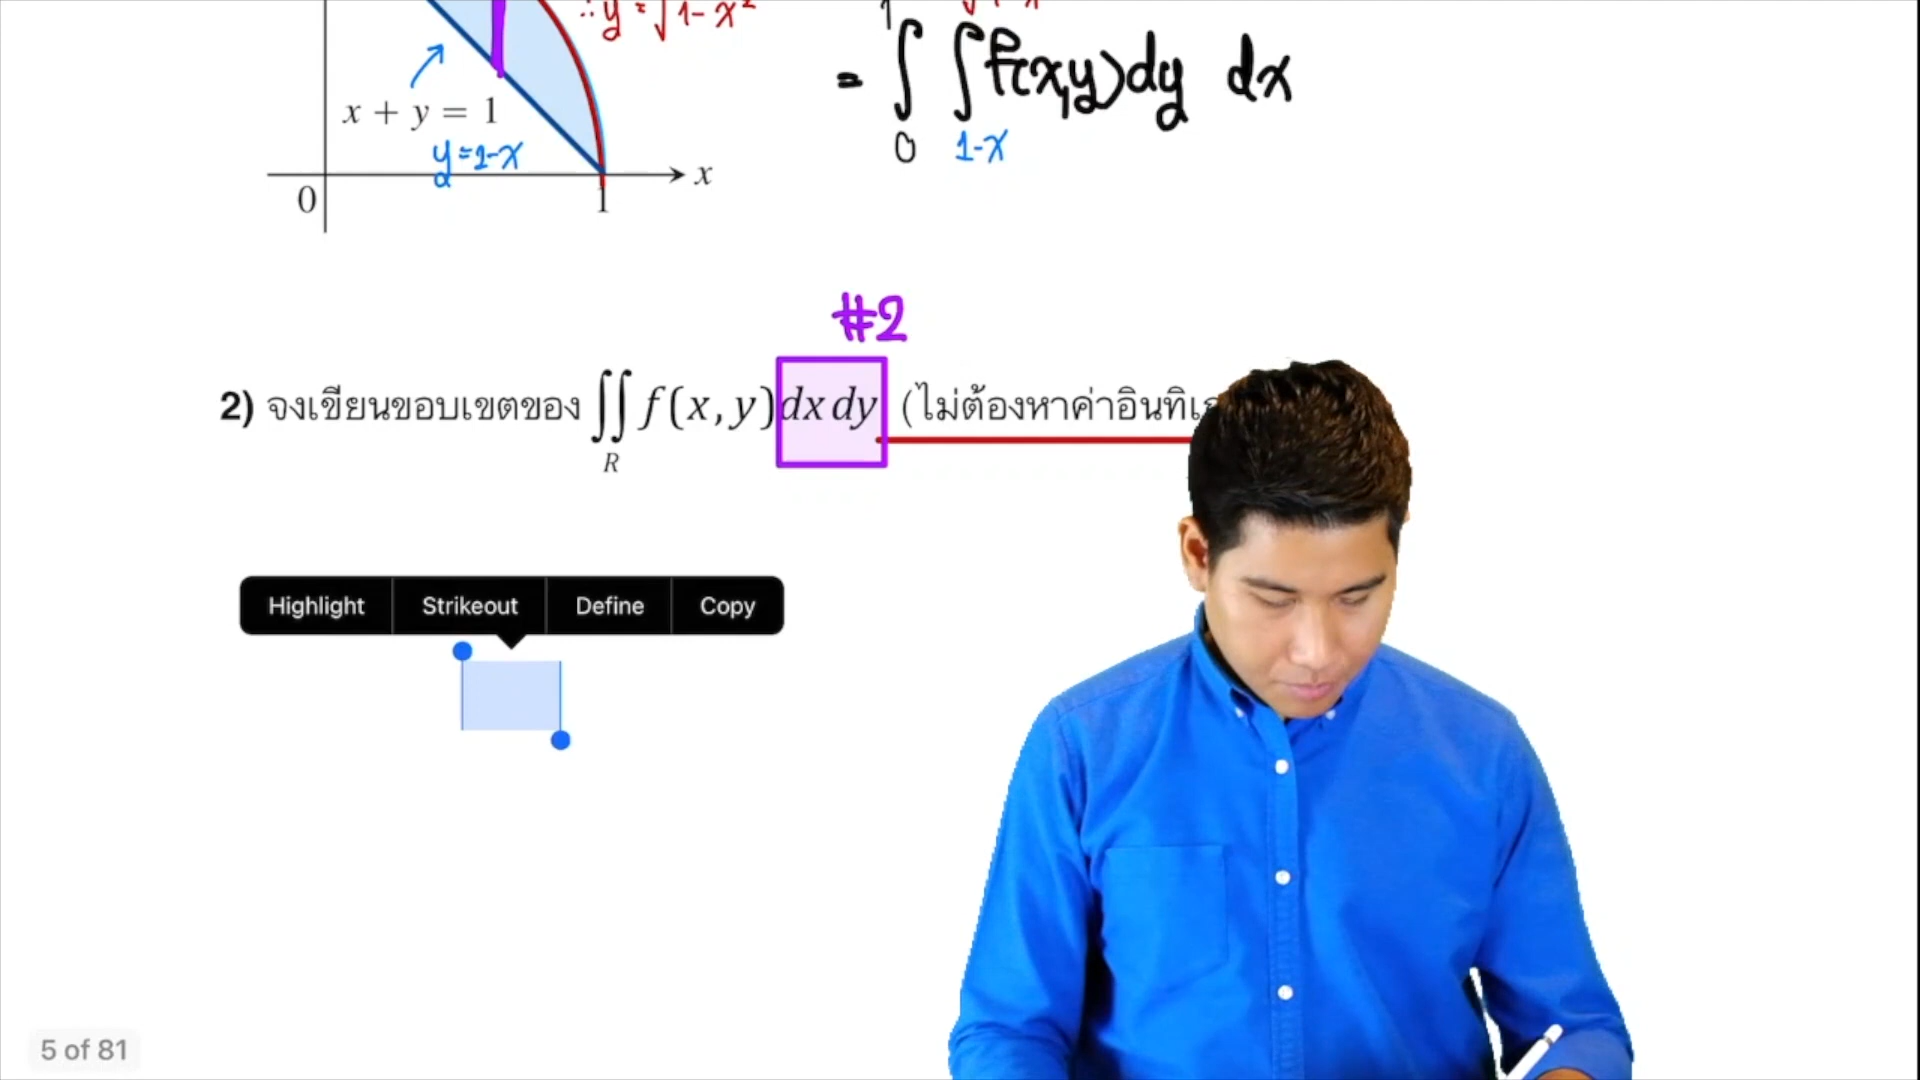 ∴ y = √1-x²
1
= ∫ ∫ f(x,y)dy dx
0 1-x
x + y = 1
y = 1-x
x
0
1
#2
2) จงเขียนขอบเขตของ ∬ f(x, y) dx dy (ไม่ต้องหาค่าอินทิเ
R
Highlight Strikeout Define Copy
5 of 81